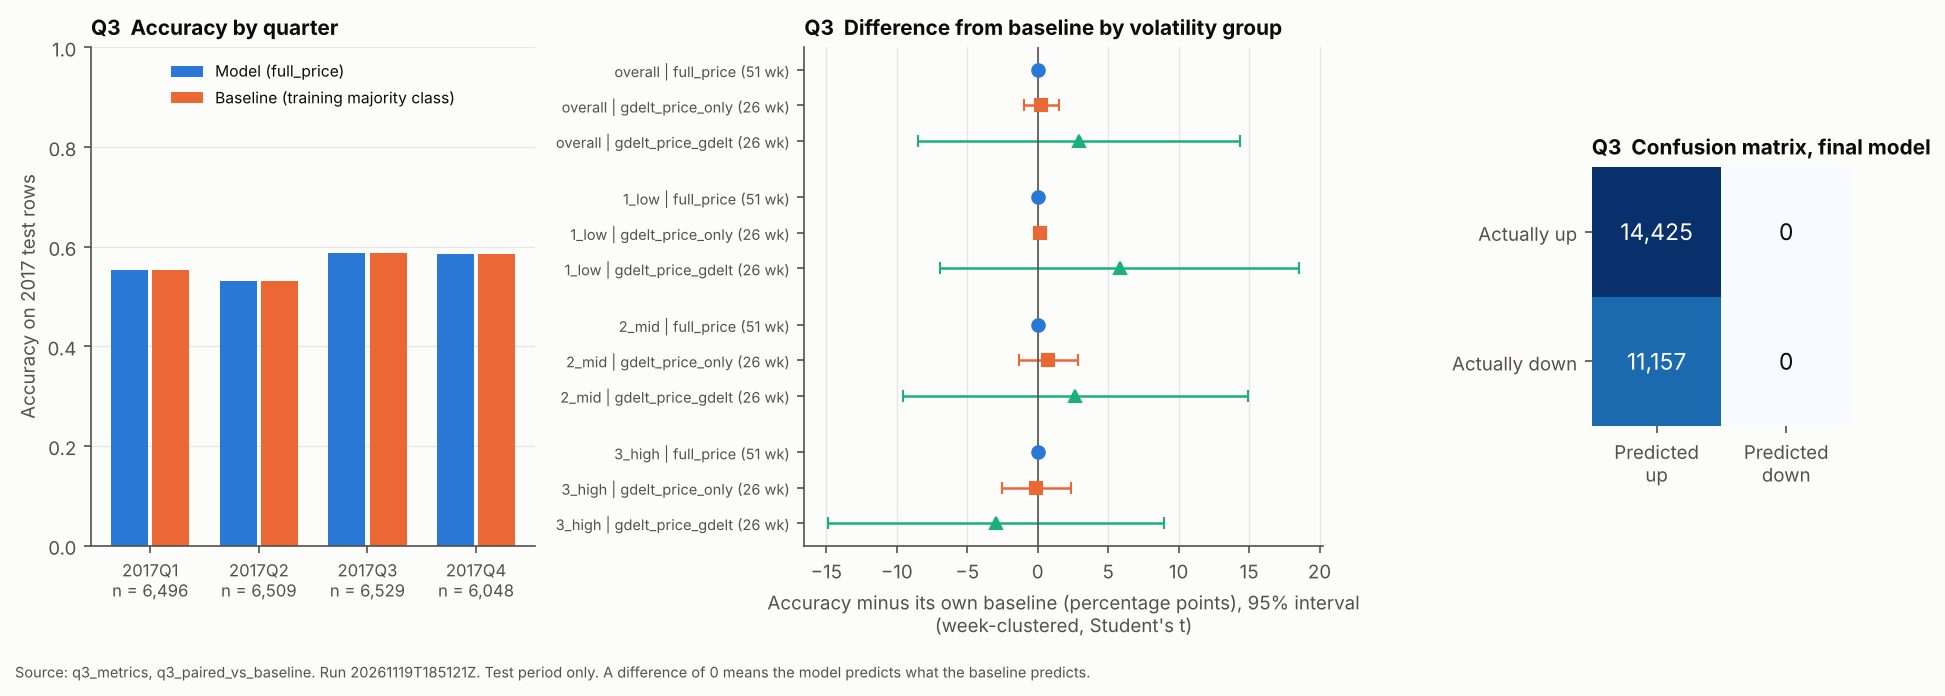 Q3  Accuracy by quarter
Model (full_price)
Baseline (training majority class)
Accuracy on 2017 test rows
1.0
0.8
0.6
0.4
0.2
0.0
2017Q1
n = 6,496
2017Q2
n = 6,509
2017Q3
n = 6,529
2017Q4
n = 6,048
Q3  Difference from baseline by volatility group
overall | full_price (51 wk)
overall | gdelt_price_only (26 wk)
overall | gdelt_price_gdelt (26 wk)
1_low | full_price (51 wk)
1_low | gdelt_price_only (26 wk)
1_low | gdelt_price_gdelt (26 wk)
2_mid | full_price (51 wk)
2_mid | gdelt_price_only (26 wk)
2_mid | gdelt_price_gdelt (26 wk)
3_high | full_price (51 wk)
3_high | gdelt_price_only (26 wk)
3_high | gdelt_price_gdelt (26 wk)
−15 −10 −5 0 5 10 15 20
Accuracy minus its own baseline (percentage points), 95% interval
(week-clustered, Student's t)
Q3  Confusion matrix, final model
Actually up
14,425 0
Actually down
11,157 0
Predicted
up
Predicted
down
Source: q3_metrics, q3_paired_vs_baseline. Run 20261119T185121Z. Test period only. A difference of 0 means the model predicts what the baseline predicts.